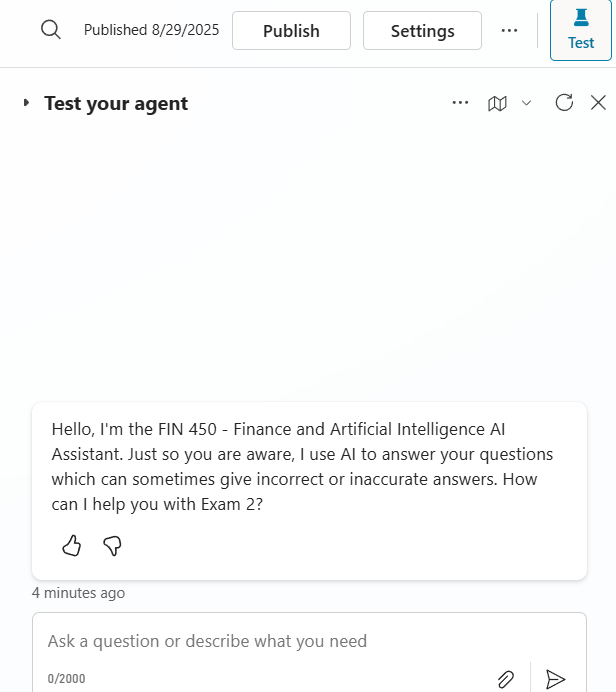 Published 8/29/2025 Publish Settings ... Test
Test your agent ...
Hello, I'm the FIN 450 - Finance and Artificial Intelligence AI
Assistant. Just so you are aware, I use AI to answer your questions
which can sometimes give incorrect or inaccurate answers. How
can I help you with Exam 2?
4 minutes ago
Ask a question or describe what you need
0/2000